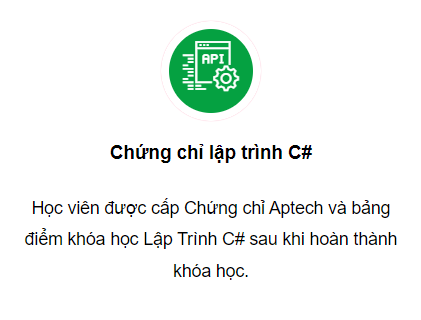 API
Chứng chỉ lập trình C#
Học viên được cấp Chứng chỉ Aptech và bảng
điểm khóa học Lập Trình C# sau khi hoàn thành
khóa học.